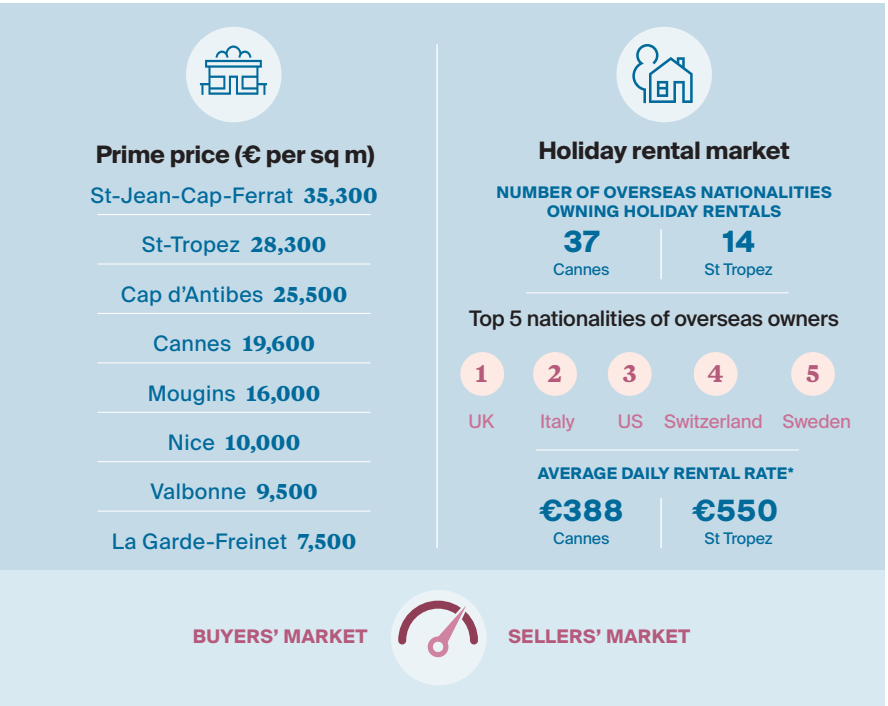 Prime price (€ per sq m)
St-Jean-Cap-Ferrat 35,300
St-Tropez 28,300
Cap d’Antibes 25,500
Cannes 19,600
Mougins 16,000
Nice 10,000
Valbonne 9,500
La Garde-Freinet 7,500
Holiday rental market
NUMBER OF OVERSEAS NATIONALITIES
OWNING HOLIDAY RENTALS
37 14
Cannes St Tropez
Top 5 nationalities of overseas owners
1 2 3 4 5
UK Italy US Switzerland Sweden
AVERAGE DAILY RENTAL RATE*
€388 €550
Cannes St Tropez
BUYERS’ MARKET SELLERS’ MARKET